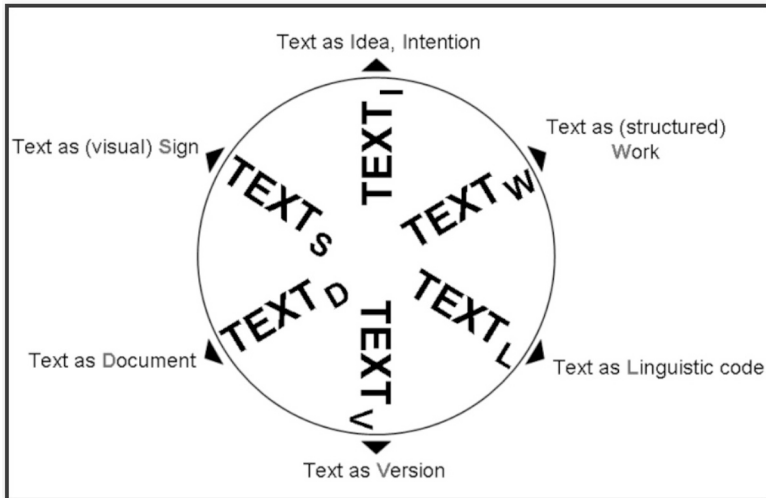 Text as Idea, Intention
TEXT I
Text as (structured)
Work
TEXT W
Text as (visual) Sign
TEXT S
TEXT D
TEXT L
TEXT V
Text as Document
Text as Linguistic code
Text as Version